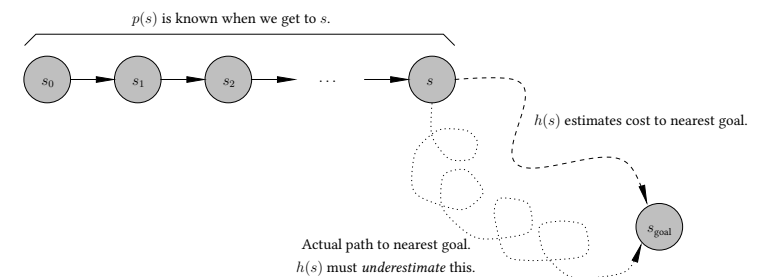 p(s) is known when we get to s.
s₀ s₁ s₂ ... s
h(s) estimates cost to nearest goal.
s_goal
Actual path to nearest goal.
h(s) must underestimate this.